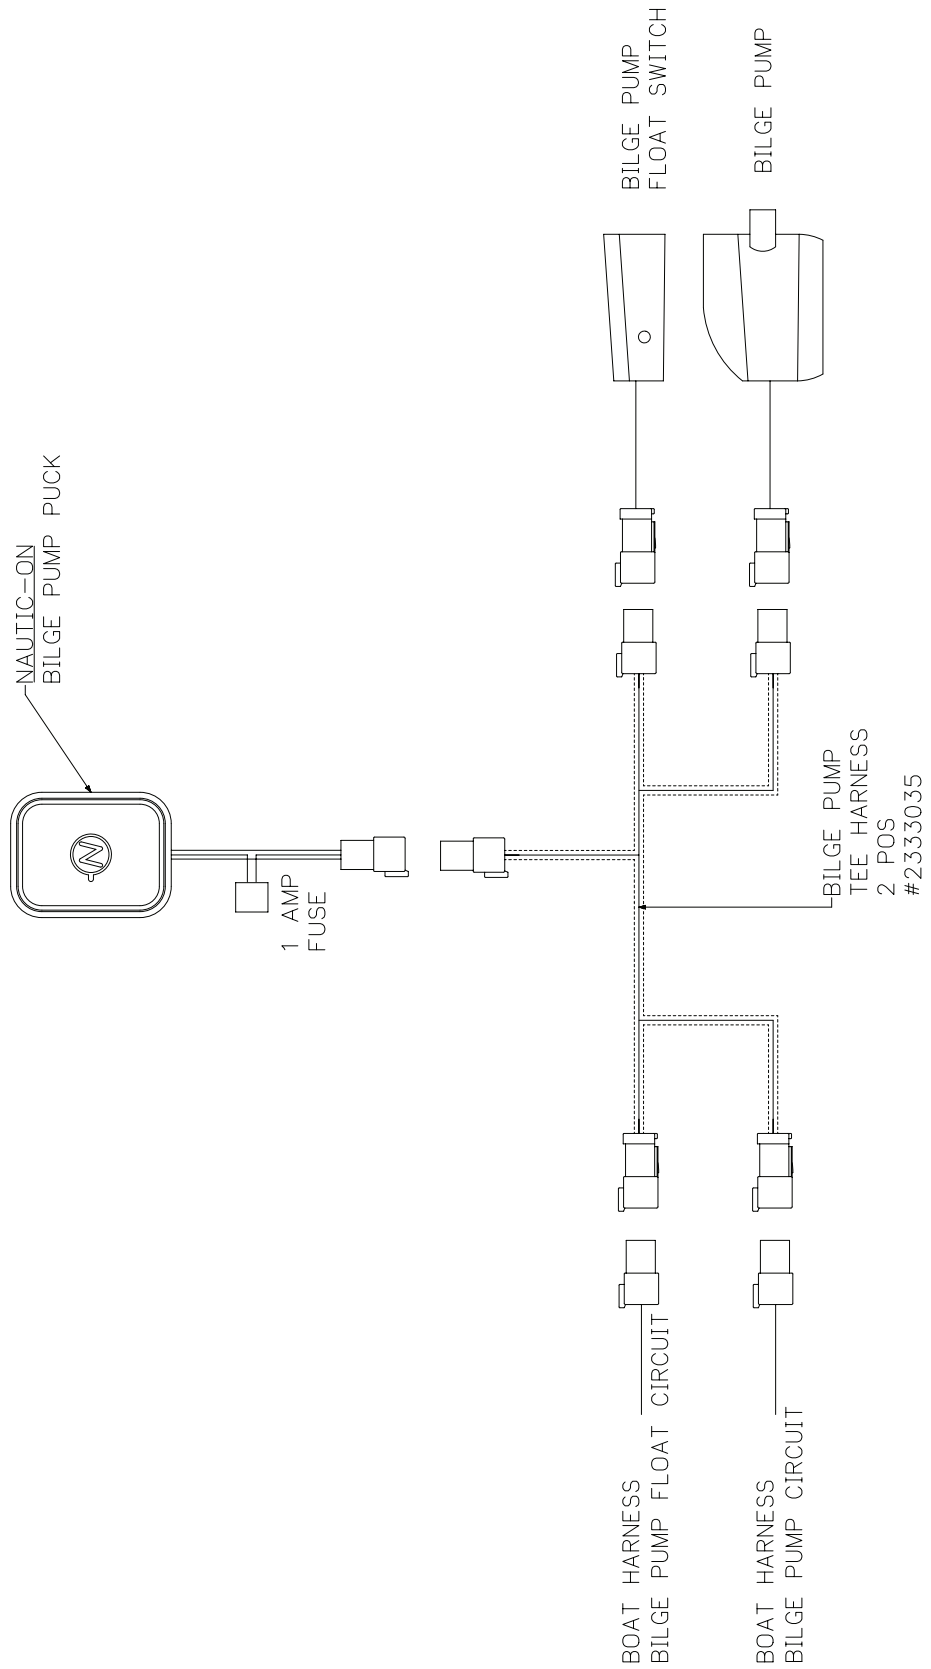 NAUTIC-ON
BILGE PUMP PUCK
1 AMP
FUSE
BILGE PUMP
FLOAT SWITCH
BILGE PUMP
BILGE PUMP
TEE HARNESS
2 POS
#2333035
BOAT HARNESS
BILGE PUMP FLOAT CIRCUIT
BOAT HARNESS
BILGE PUMP CIRCUIT
N